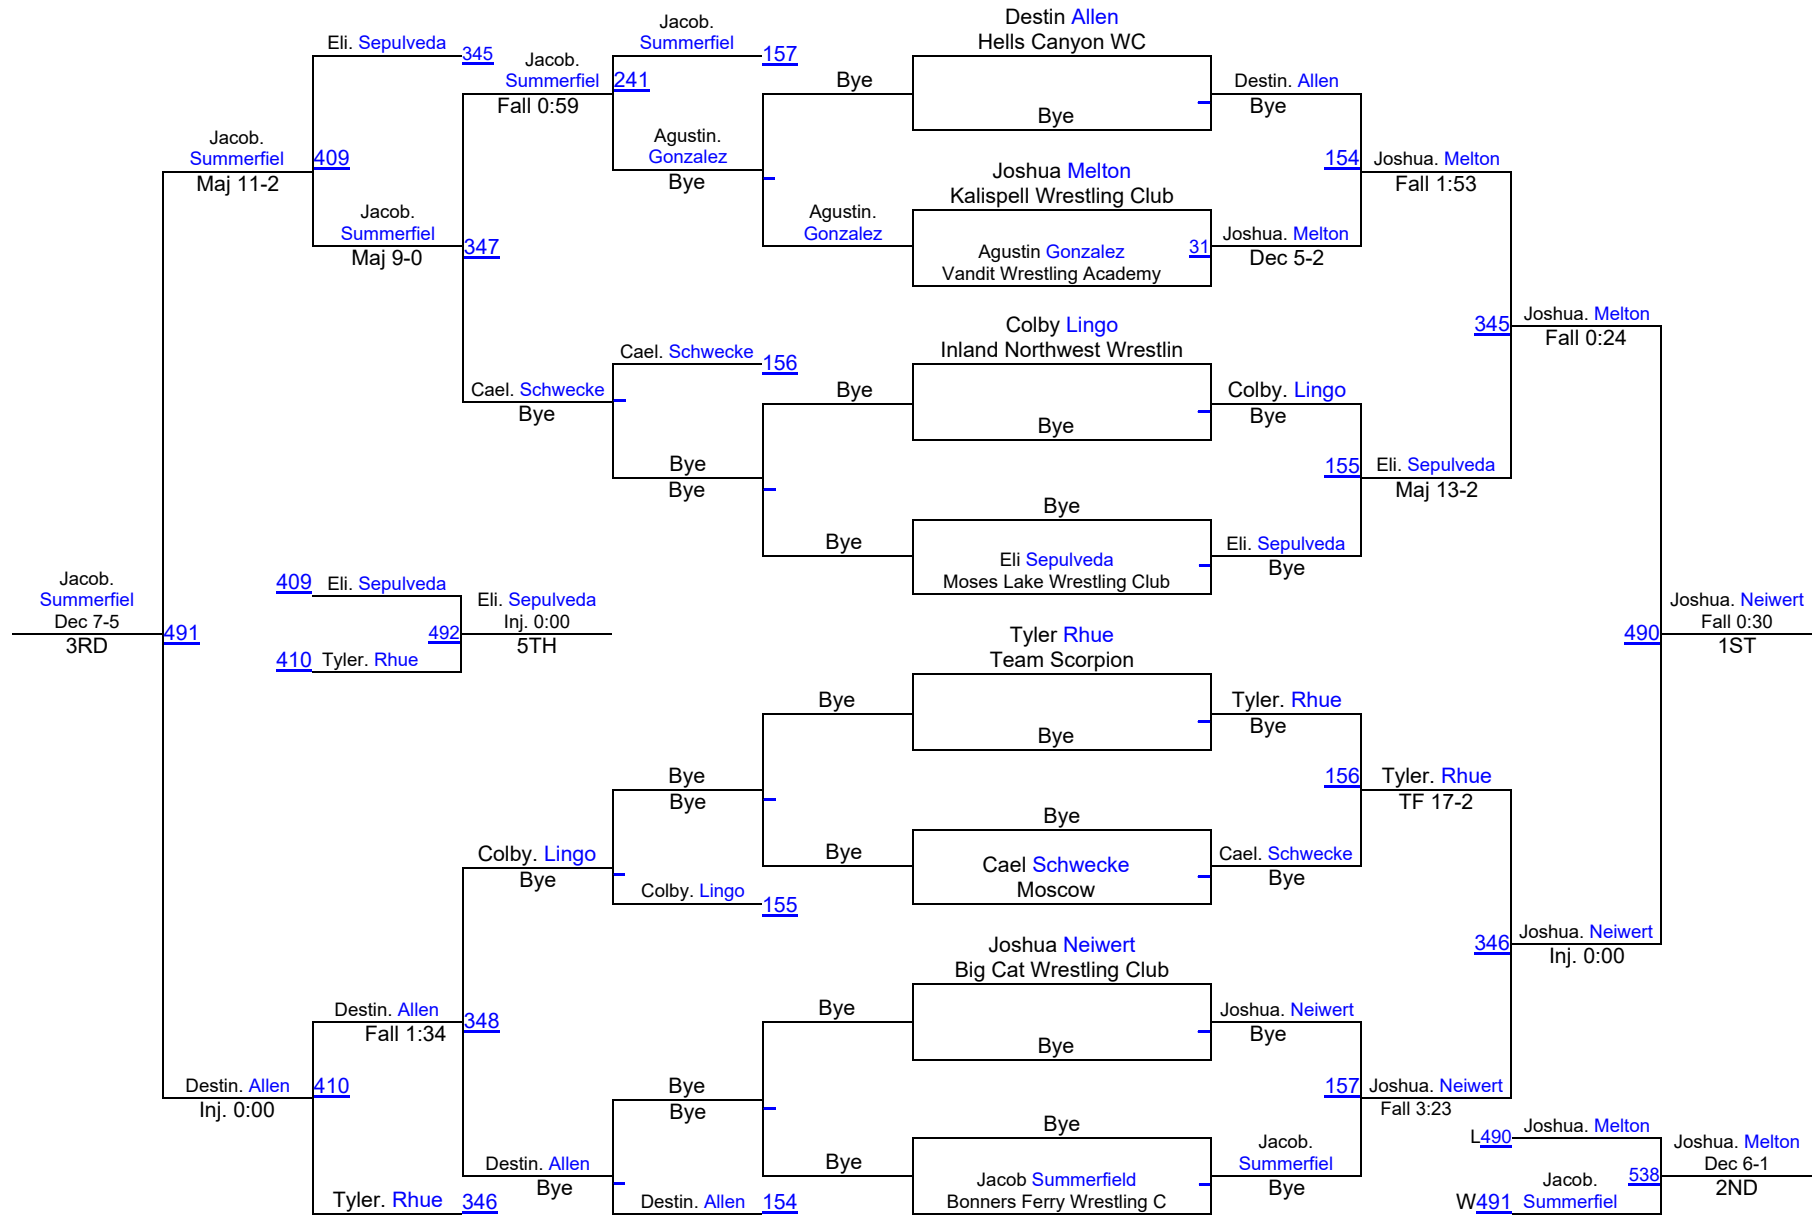 Jacob.
Summerfiel
Dec 7-5
3RD
491
Jacob.
Summerfiel
Maj 11-2
409
Eli. Sepulveda 345
Jacob.
Summerfiel
Maj 9-0
347
Jacob.
Summerfiel
Fall 0:59
241
Jacob.
Summerfiel 157
Agustin.
Gonzalez
Bye
Bye
Agustin.
Gonzalez
Cael. Schwecke
Bye
Cael. Schwecke 156
Bye
Bye
Bye
Bye
409 Eli. Sepulveda
410 Tyler. Rhue
492
Eli. Sepulveda
Inj. 0:00
5TH
Destin. Allen
Inj. 0:00
410
Destin. Allen
Fall 1:34
348
Tyler. Rhue 346
Colby. Lingo
Bye
Bye
Bye
Colby. Lingo 155
Bye
Bye
Destin. Allen
Bye
Bye
Bye
Destin. Allen 154
Bye
Bye
Destin Allen
Hells Canyon WC
Bye
Joshua Melton
Kalispell Wrestling Club
Agustin Gonzalez
Vandit Wrestling Academy
31
Colby Lingo
Inland Northwest Wrestlin
Bye
Bye
Eli Sepulveda
Moses Lake Wrestling Club
Tyler Rhue
Team Scorpion
Bye
Bye
Cael Schwecke
Moscow
Joshua Neiwert
Big Cat Wrestling Club
Bye
Bye
Jacob Summerfield
Bonners Ferry Wrestling C
Destin. Allen
Bye
154
Joshua. Melton
Dec 5-2
Colby. Lingo
Bye
155
Eli. Sepulveda
Bye
Tyler. Rhue
Bye
156
Cael. Schwecke
Bye
Joshua. Neiwert
Bye
157
Jacob.
Summerfiel
Bye
Joshua. Melton
Fall 1:53
345
Eli. Sepulveda
Maj 13-2
Tyler. Rhue
TF 17-2
346
Joshua. Neiwert
Fall 3:23
Joshua. Melton
Fall 0:24
490
Joshua. Neiwert
Inj. 0:00
Joshua. Neiwert
Fall 0:30
1ST
L490 Joshua. Melton
W491 Jacob.
Summerfiel
538
Joshua. Melton
Dec 6-1
2ND